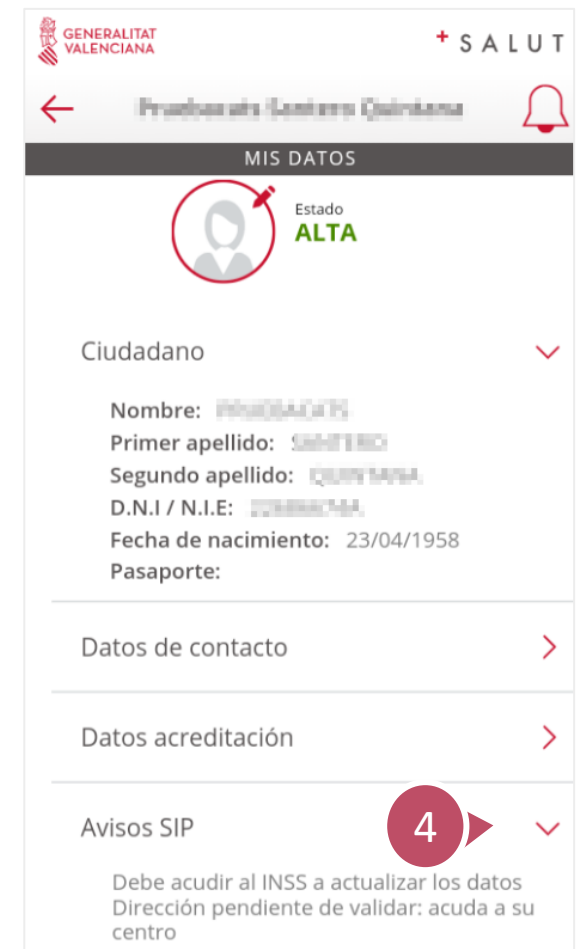 GENERALITAT
VALENCIANA
+ SALUT
MIS DATOS
Estado
ALTA
Ciudadano
Nombre:
Primer apellido:
Segundo apellido:
D.N.I / N.I.E:
Fecha de nacimiento: 23/04/1958
Pasaporte:
Datos de contacto
Datos acreditación
Avisos SIP
4
Debe acudir al INSS a actualizar los datos
Dirección pendiente de validar: acuda a su
centro